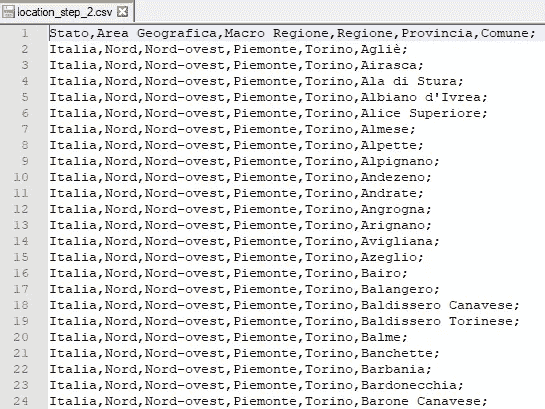 location_step_2.csv
1 Stato,Area Geografica,Macro Regione,Regione,Provincia,Comune;
2 Italia,Nord,Nord-ovest,Piemonte,Torino,Agliè;
3 Italia,Nord,Nord-ovest,Piemonte,Torino,Airasca;
4 Italia,Nord,Nord-ovest,Piemonte,Torino,Ala di Stura;
5 Italia,Nord,Nord-ovest,Piemonte,Torino,Albiano d'Ivrea;
6 Italia,Nord,Nord-ovest,Piemonte,Torino,Alice Superiore;
7 Italia,Nord,Nord-ovest,Piemonte,Torino,Almese;
8 Italia,Nord,Nord-ovest,Piemonte,Torino,Alpette;
9 Italia,Nord,Nord-ovest,Piemonte,Torino,Alpignano;
10 Italia,Nord,Nord-ovest,Piemonte,Torino,Andezeno;
11 Italia,Nord,Nord-ovest,Piemonte,Torino,Andrate;
12 Italia,Nord,Nord-ovest,Piemonte,Torino,Angrogna;
13 Italia,Nord,Nord-ovest,Piemonte,Torino,Arignano;
14 Italia,Nord,Nord-ovest,Piemonte,Torino,Avigliana;
15 Italia,Nord,Nord-ovest,Piemonte,Torino,Azeglio;
16 Italia,Nord,Nord-ovest,Piemonte,Torino,Bairo;
17 Italia,Nord,Nord-ovest,Piemonte,Torino,Balangero;
18 Italia,Nord,Nord-ovest,Piemonte,Torino,Baldissero Canavese;
19 Italia,Nord,Nord-ovest,Piemonte,Torino,Baldissero Torinese;
20 Italia,Nord,Nord-ovest,Piemonte,Torino,Balme;
21 Italia,Nord,Nord-ovest,Piemonte,Torino,Banchette;
22 Italia,Nord,Nord-ovest,Piemonte,Torino,Barbania;
23 Italia,Nord,Nord-ovest,Piemonte,Torino,Bardonecchia;
24 Italia,Nord,Nord-ovest,Piemonte,Torino,Barone Canavese;